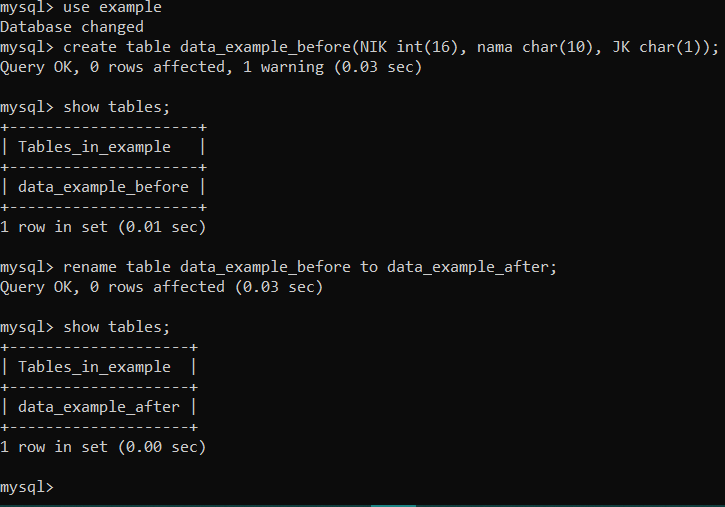 mysql> use example
Database changed
mysql> create table data_example_before(NIK int(16), nama char(10), JK char(1));
Query OK, 0 rows affected, 1 warning (0.03 sec)

mysql> show tables;
+---------------------+
| Tables_in_example   |
+---------------------+
| data_example_before |
+---------------------+
1 row in set (0.01 sec)

mysql> rename table data_example_before to data_example_after;
Query OK, 0 rows affected (0.03 sec)

mysql> show tables;
+--------------------+
| Tables_in_example  |
+--------------------+
| data_example_after |
+--------------------+
1 row in set (0.00 sec)

mysql>